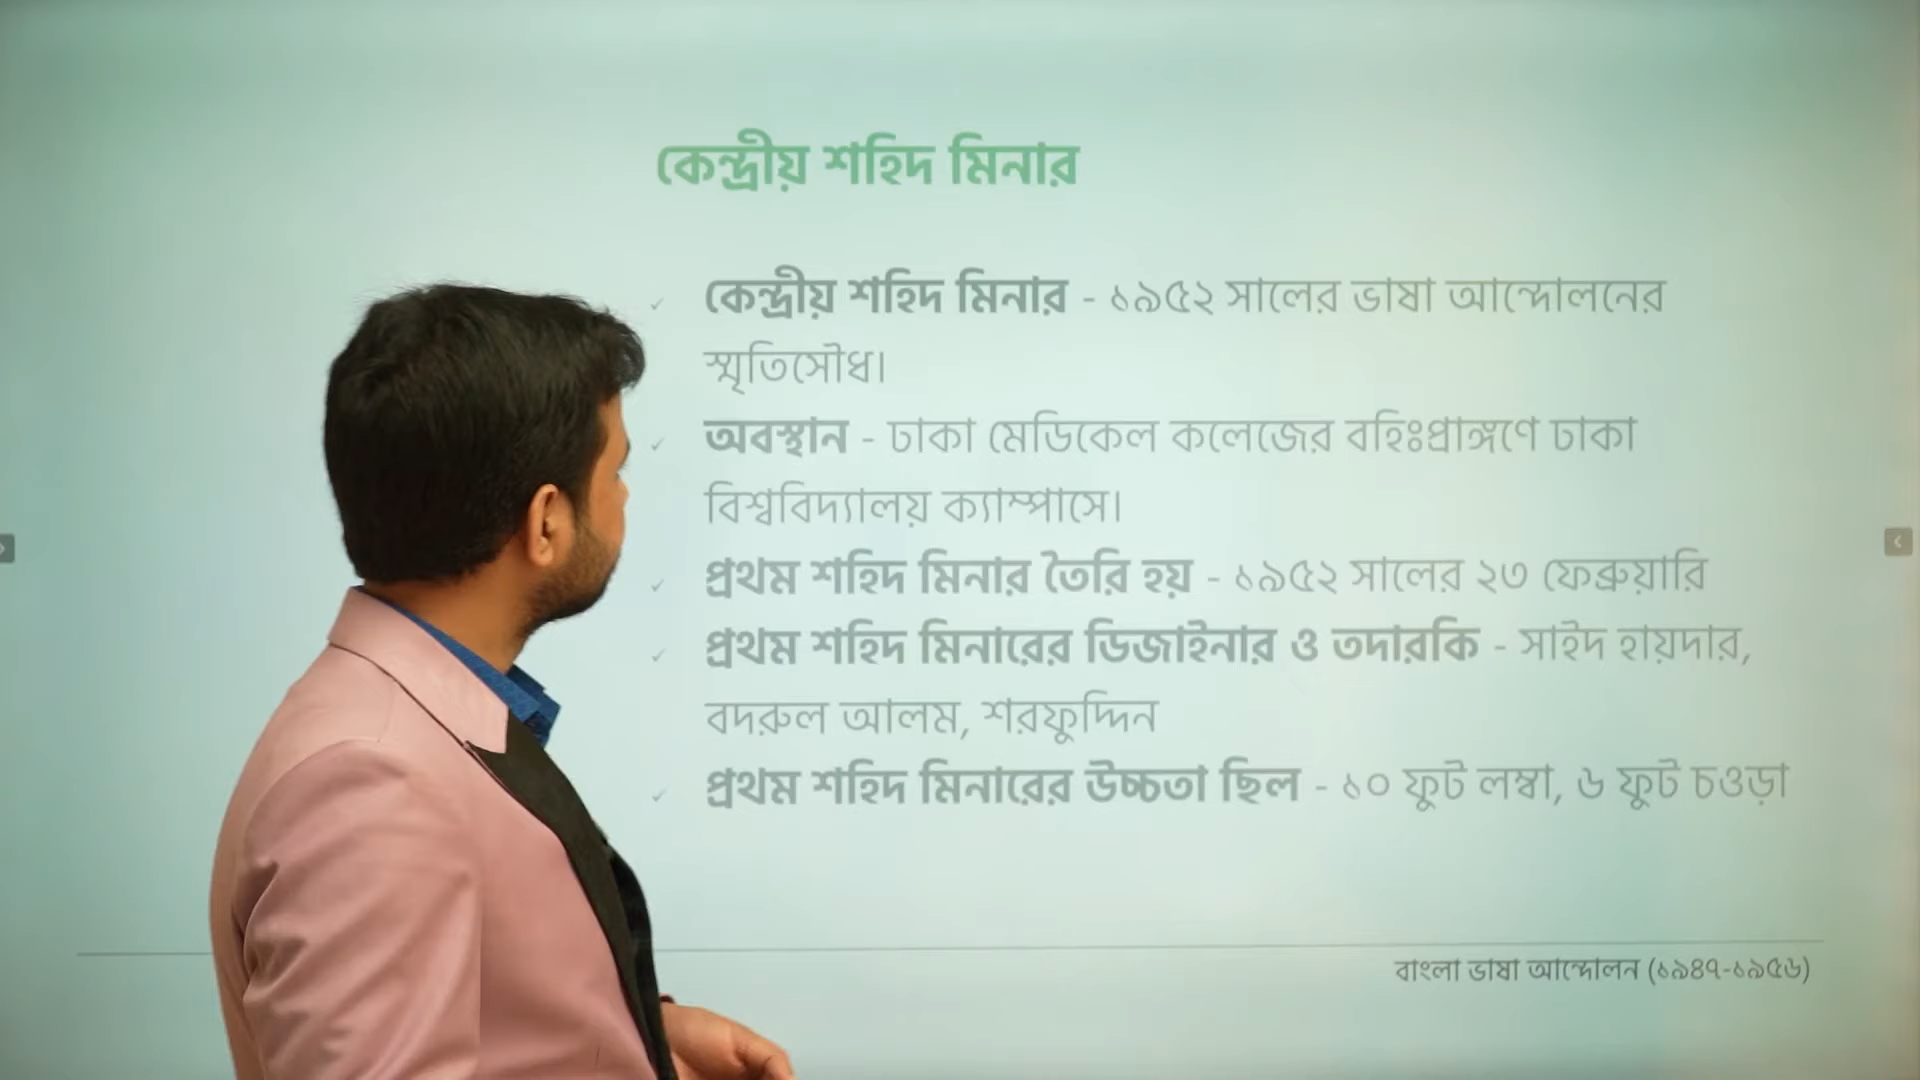 কেন্দ্রীয় শহিদ মিনার
কেন্দ্রীয় শহিদ মিনার - ১৯৫২ সালের ভাষা আন্দোলনের
স্মৃতিসৌধ।
অবস্থান - ঢাকা মেডিকেল কলেজের বহিঃপ্রাঙ্গণে ঢাকা
বিশ্ববিদ্যালয় ক্যাম্পাসে।
প্রথম শহিদ মিনার তৈরি হয় - ১৯৫২ সালের ২৩ ফেব্রুয়ারি
প্রথম শহিদ মিনারের ডিজাইনার ও তদারকি - সাইদ হায়দার,
বদরুল আলম, শরফুদ্দিন
প্রথম শহিদ মিনারের উচ্চতা ছিল - ১০ ফুট লম্বা, ৬ ফুট চওড়া
বাংলা ভাষা আন্দোলন (১৯৪৭-১৯৫৬)